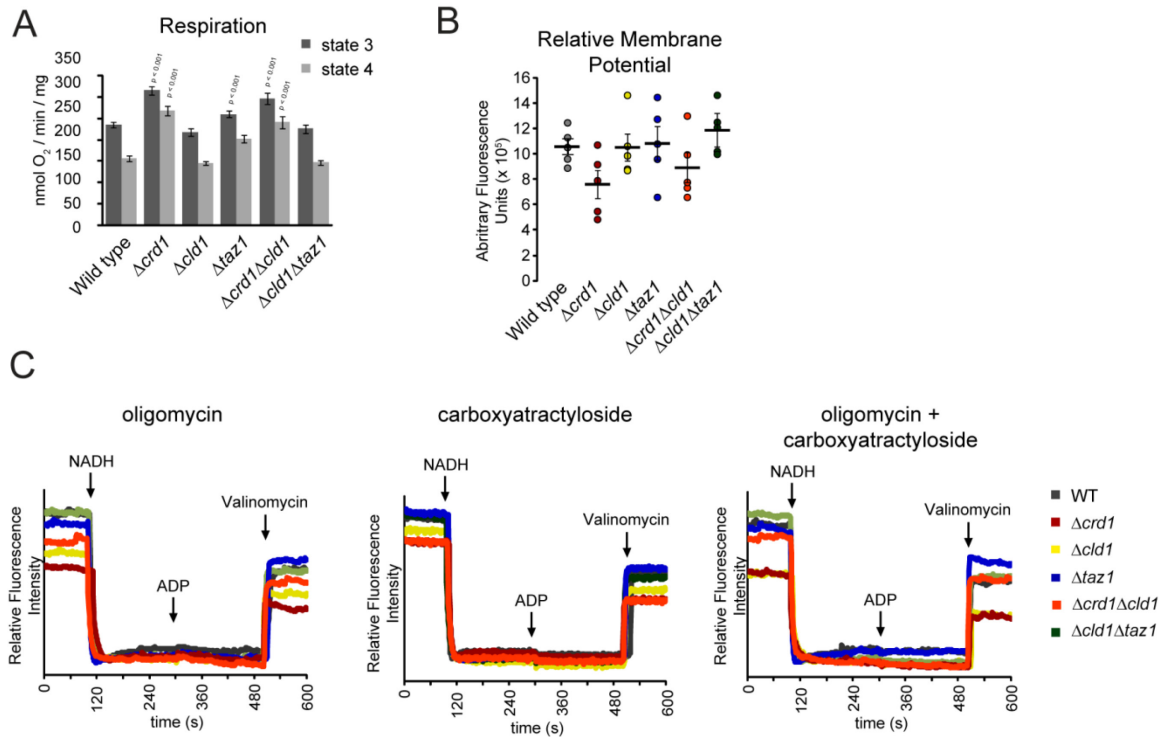 A
Respiration
state 3
state 4
nmol O2 / min / mg
350
300
250
200
150
100
50
0
p < 0.001
p < 0.001
p < 0.001
p < 0.001
p < 0.001
Wild type
Δcrd1
Δcld1
Δtaz1
Δcrd1Δcld1
Δcld1Δtaz1
B
Relative Membrane
Potential
Abritrary Fluorescence
Units (x 10⁵)
16
14
12
10
8
6
4
2
0
Wild type
Δcrd1
Δcld1
Δtaz1
Δcrd1Δcld1
Δcld1Δtaz1
C
oligomycin
NADH
Valinomycin
ADP
Relative Fluorescence
Intensity
0
120
240
360
480
600
time (s)
carboxyatractyloside
NADH
Valinomycin
ADP
Relative Fluorescence
Intensity
0
120
240
360
480
600
time (s)
oligomycin +
carboxyatractyloside
NADH
Valinomycin
ADP
Relative Fluorescence
Intensity
0
120
240
360
480
600
time (s)
WT
Δcrd1
Δcld1
Δtaz1
Δcrd1Δcld1
Δcld1Δtaz1